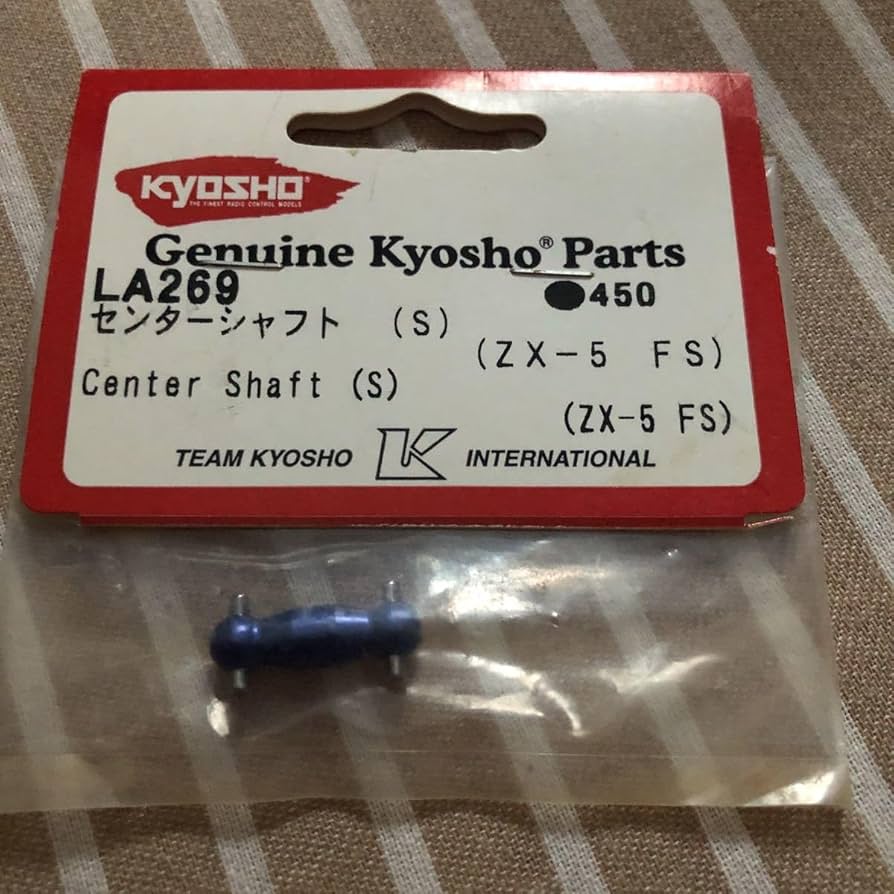 KYOSHO®
THE FINEST RADIO CONTROL MODELS
Genuine Kyosho® Parts
LA269 ●450
センターシャフト (S)
(ZX-5 FS)
Center Shaft (S)
(ZX-5 FS)
TEAM KYOSHO K INTERNATIONAL